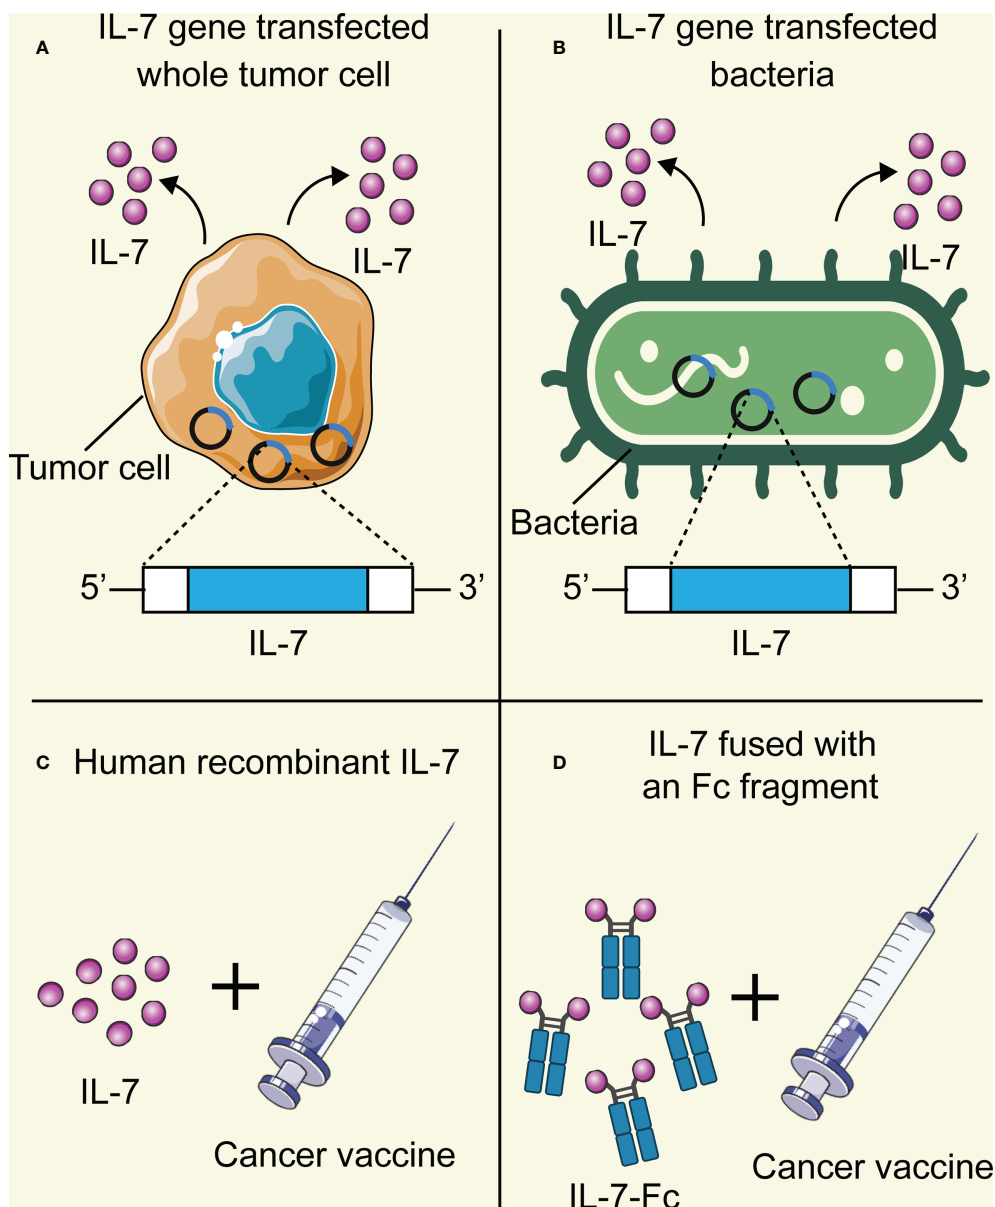 A
IL-7 gene transfected
whole tumor cell
IL-7
IL-7
Tumor cell
5’
3’
IL-7
B
IL-7 gene transfected
bacteria
IL-7
IL-7
Bacteria
5’
3’
IL-7
C
Human recombinant IL-7
+
IL-7
Cancer vaccine
D
IL-7 fused with
an Fc fragment
+
IL-7-Fc
Cancer vaccine